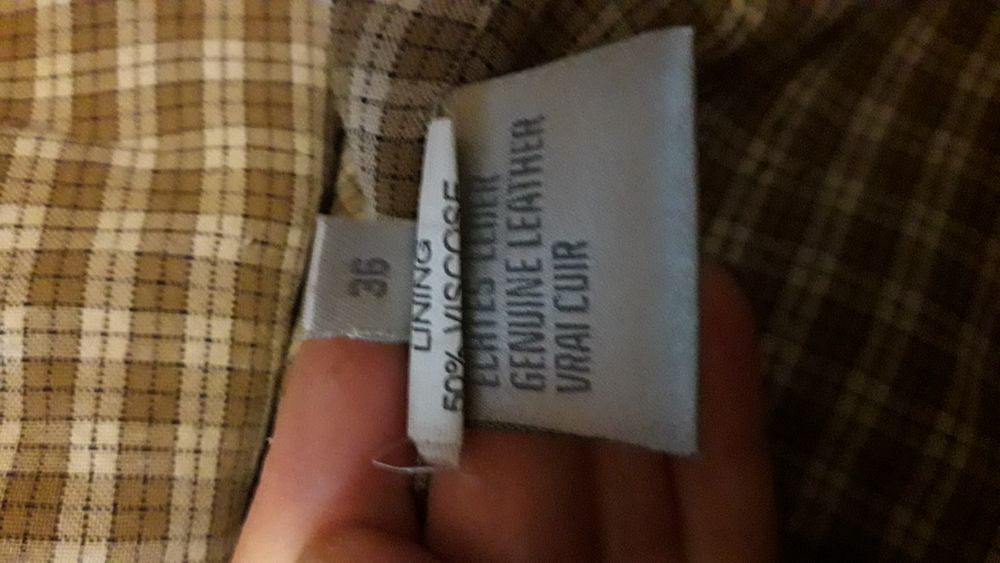 36
LINING
50% VISCOSE
ECHTES LEDER
GENUINE LEATHER
VRAI CUIR